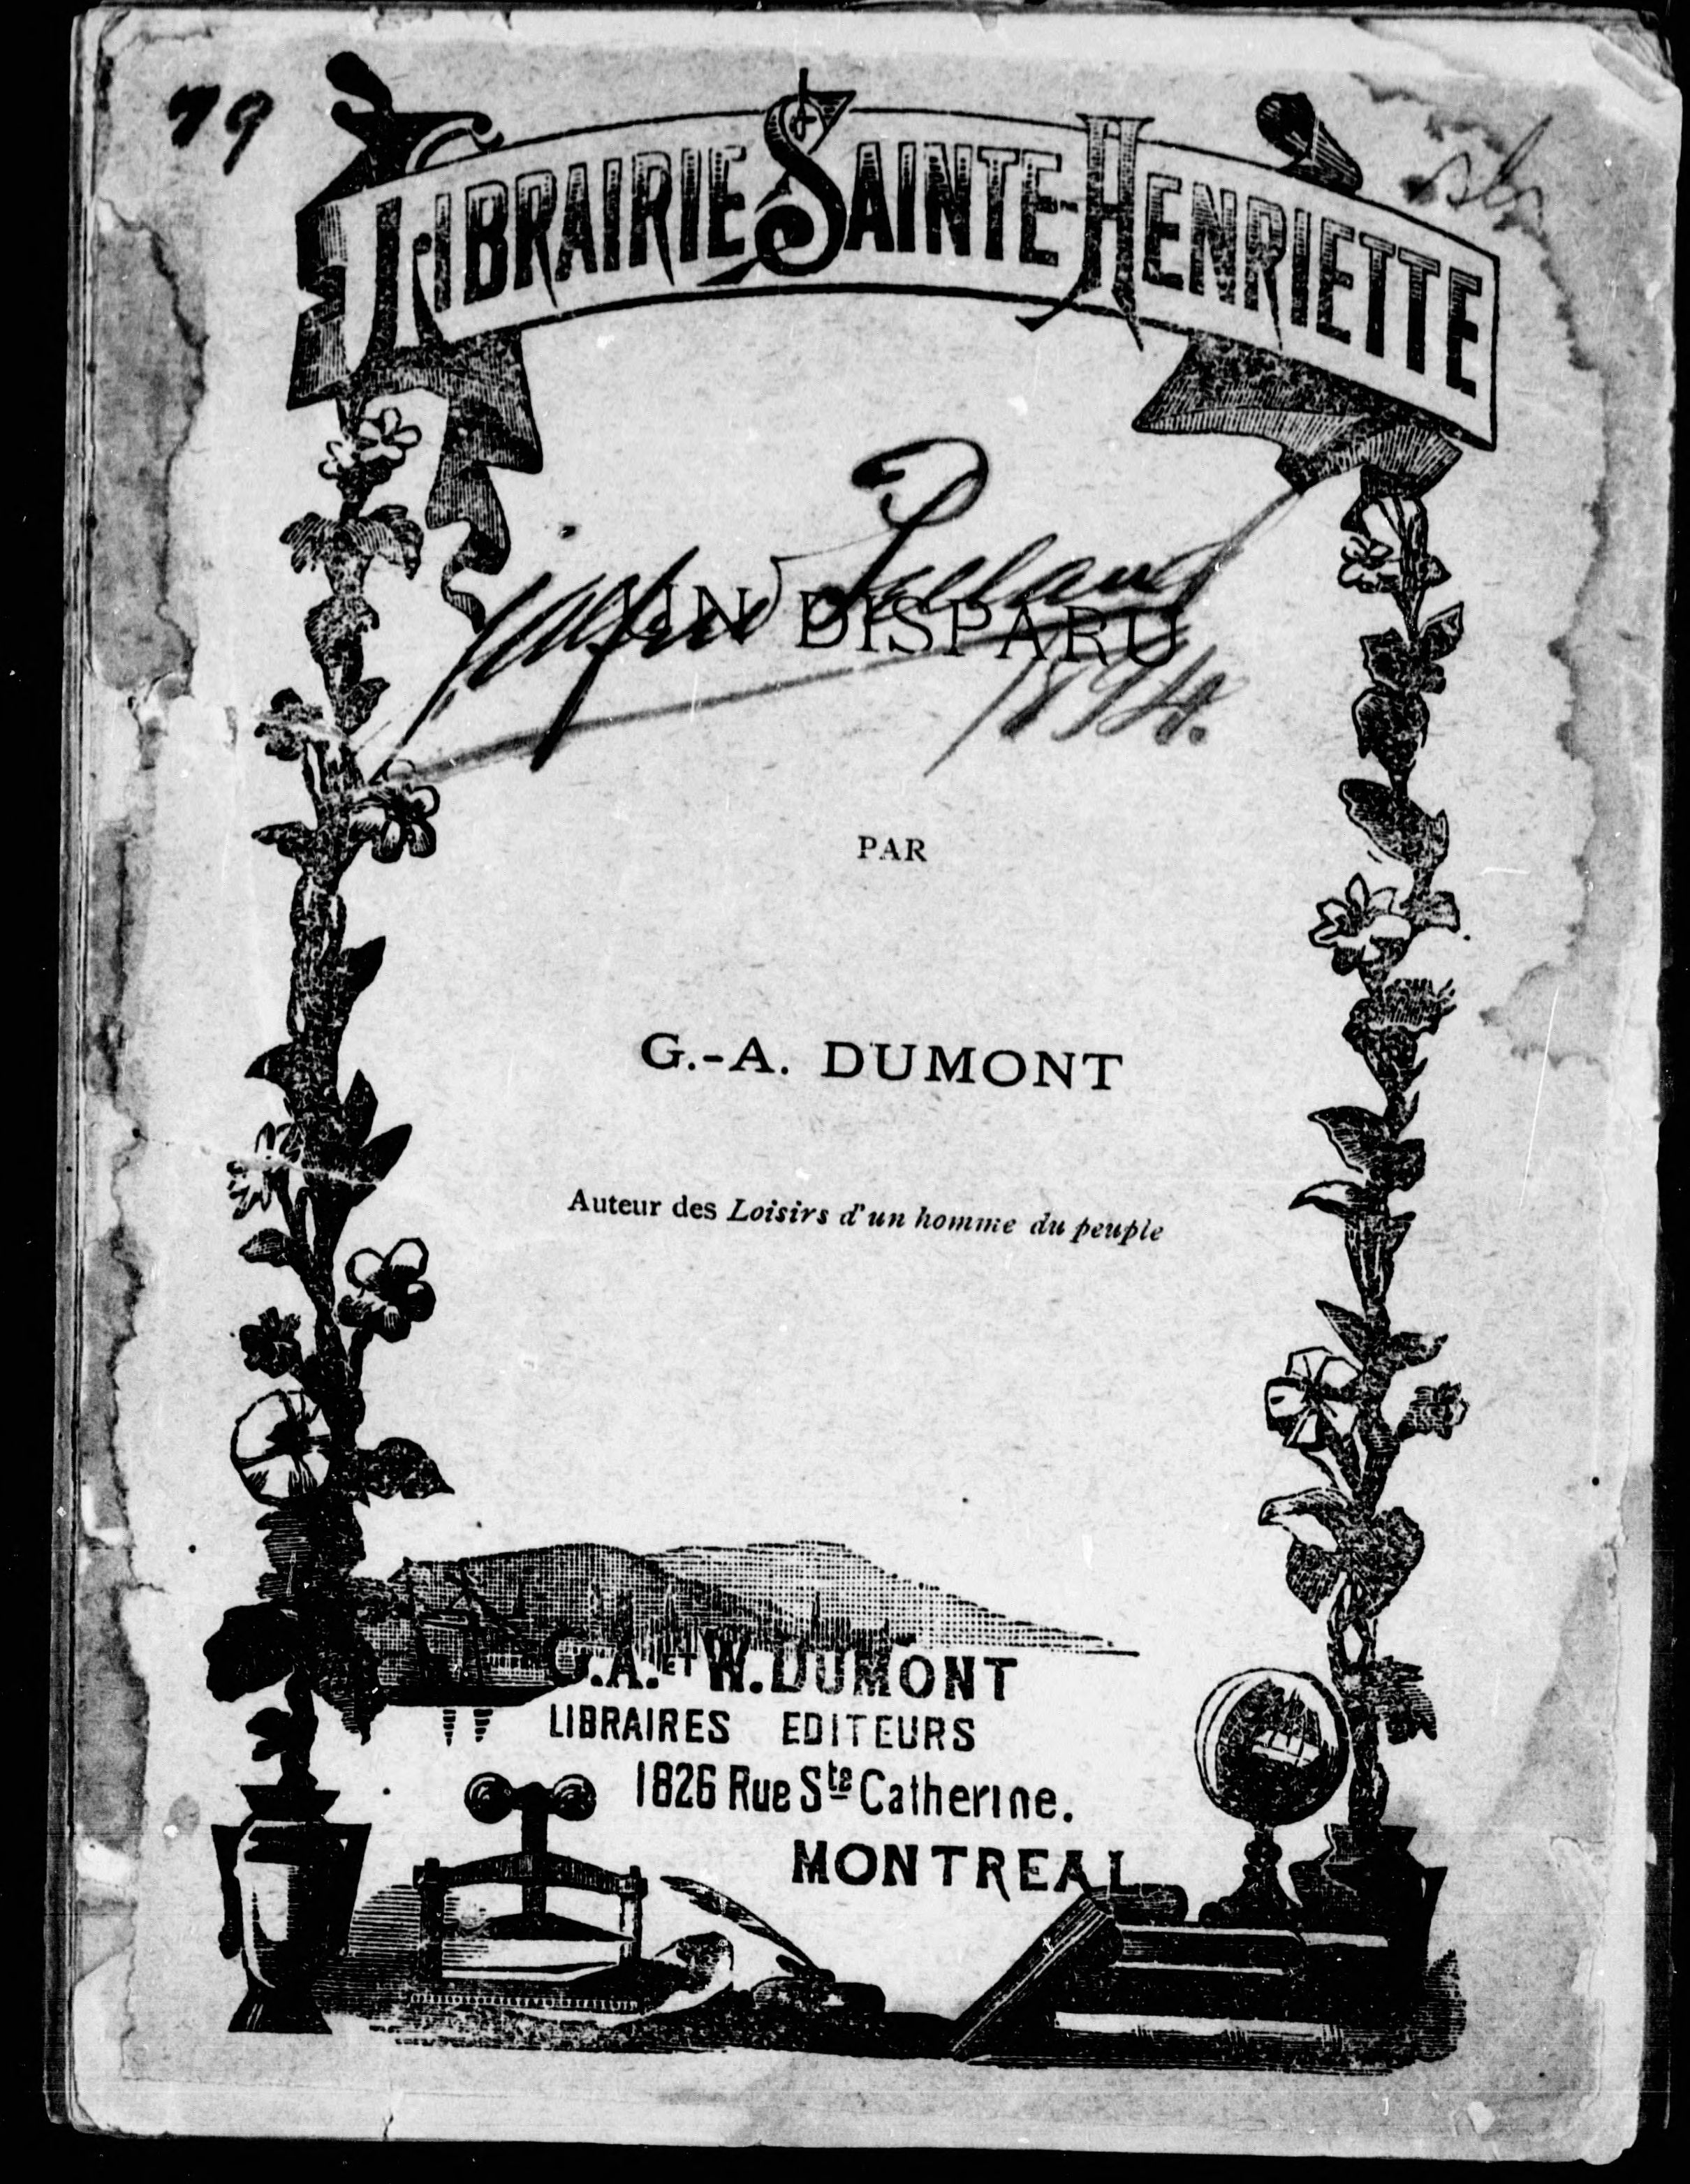 79
LIBRAIRIE SAINTE-HENRIETTE
UN DISPARU
1894.
PAR
G.-A. DUMONT
Auteur des Loisirs d'un homme du peuple
G.A. ET W. DUMONT
LIBRAIRES EDITEURS
1826 Rue Ste Catherine.
MONTREAL